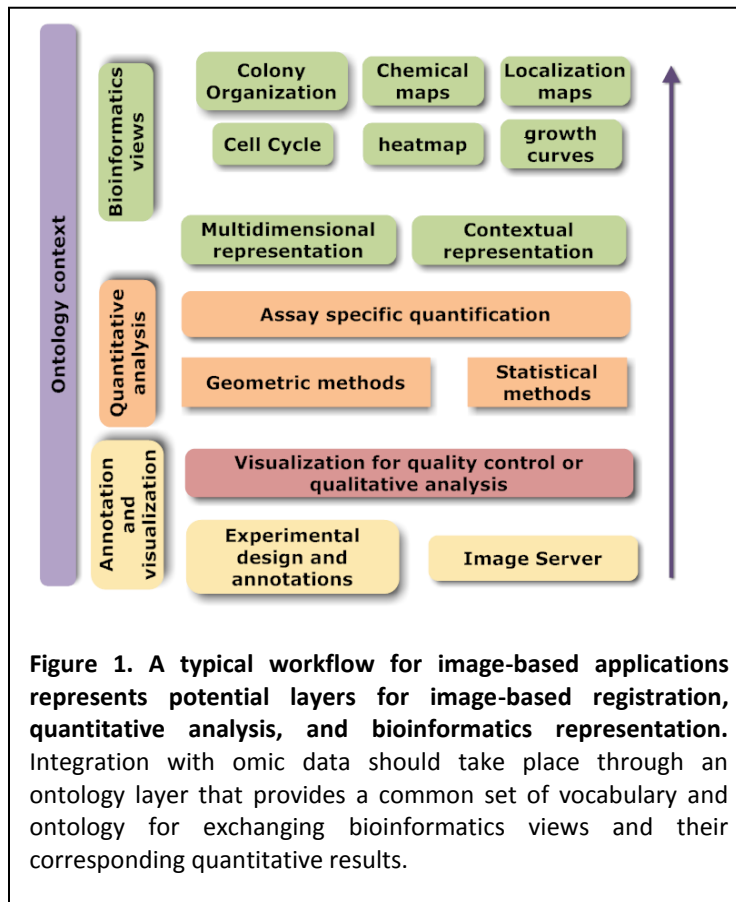 Ontology context
Bioinformatics
views
Colony
Organization
Chemical
maps
Localization
maps
Cell Cycle
heatmap
growth
curves
Multidimensional
representation
Contextual
representation
Quantitative
analysis
Assay specific quantification
Geometric methods
Statistical
methods
Annotation
and
visualization
Visualization for quality control or
qualitative analysis
Experimental
design and
annotations
Image Server
Figure 1. A typical workflow for image-based applications
represents potential layers for image-based registration,
quantitative analysis, and bioinformatics representation.
Integration with omic data should take place through an
ontology layer that provides a common set of vocabulary and
ontology for exchanging bioinformatics views and their
corresponding quantitative results.